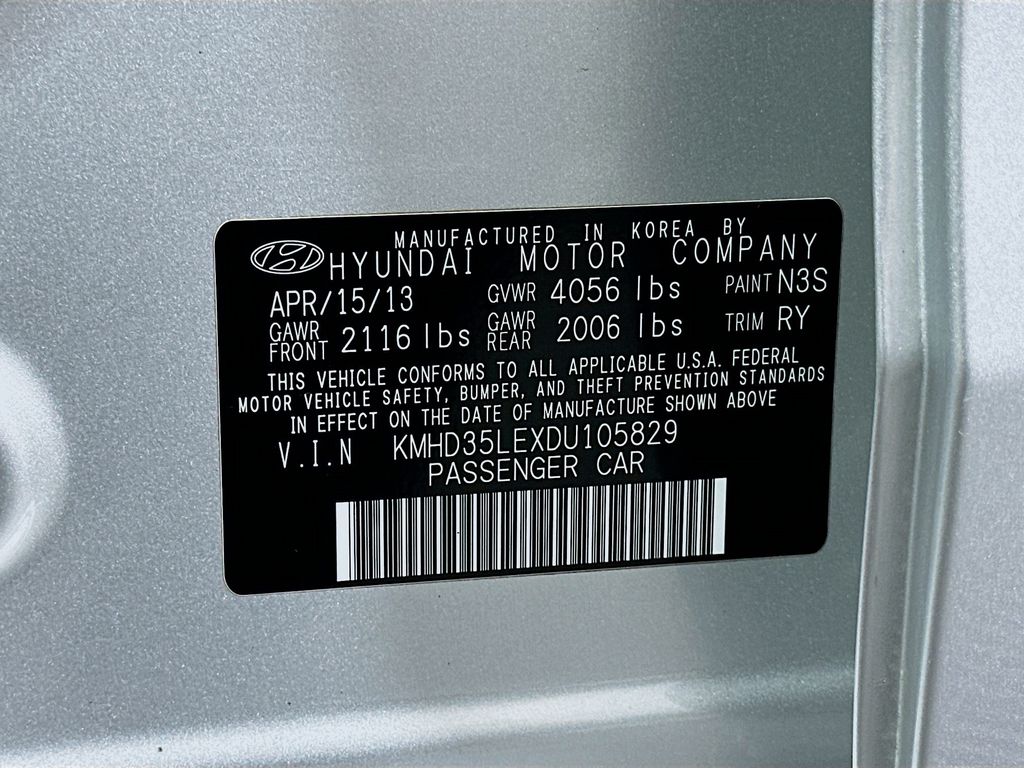 MANUFACTURED IN KOREA BY
HYUNDAI MOTOR COMPANY
APR/15/13 GVWR 4056 lbs PAINT N3S
GAWR FRONT 2116 lbs GAWR REAR 2006 lbs TRIM RY
THIS VEHICLE CONFORMS TO ALL APPLICABLE U.S.A. FEDERAL
MOTOR VEHICLE SAFETY, BUMPER, AND THEFT PREVENTION STANDARDS
IN EFFECT ON THE DATE OF MANUFACTURE SHOWN ABOVE
V.I.N KMHD35LEXDU105829
PASSENGER CAR